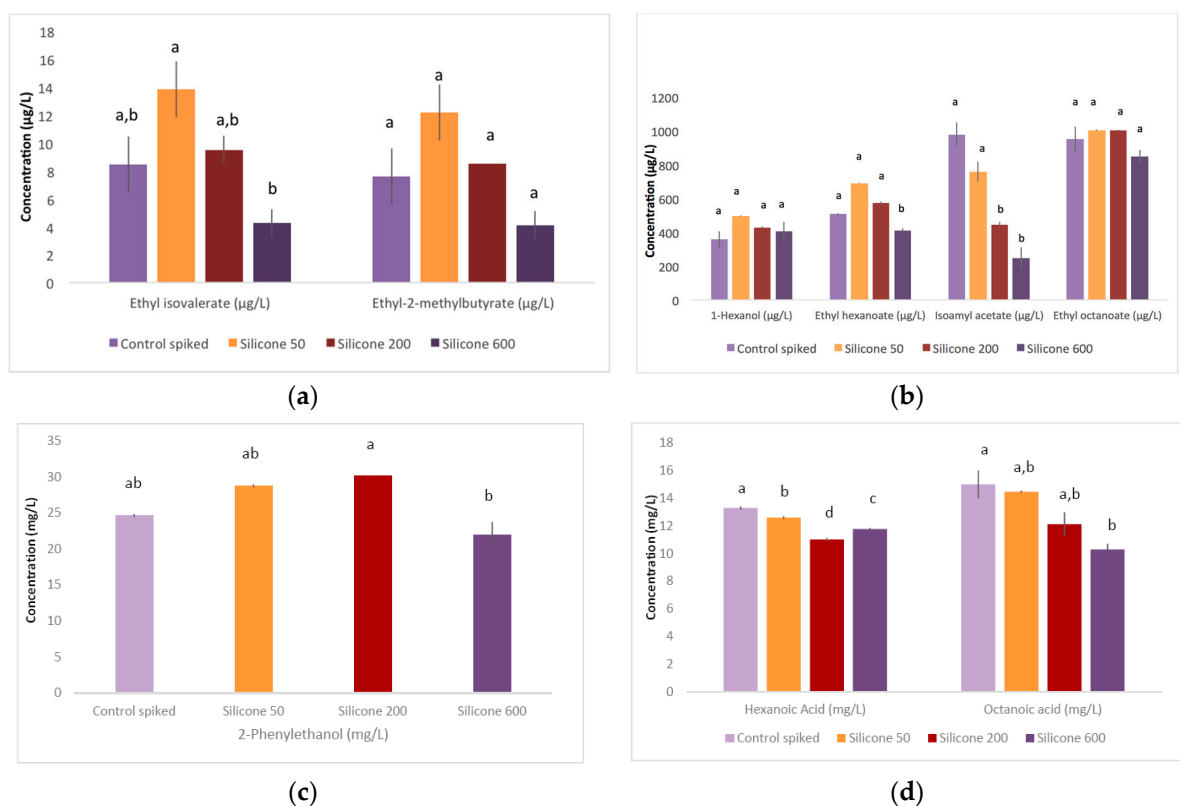 18
16
14
12
10
8
6
4
2
0
Concentration (µg/L)
a,b
a
a,b
b
a
a
a
a
Ethyl isovalerate (µg/L)
Ethyl-2-methylbutyrate (µg/L)
Control spiked
Silicone 50
Silicone 200
Silicone 600
(a)
1200
1000
800
600
400
200
0
Concentration (µg/L)
a
a
a
a
a
a
a
b
a
a
b
b
a
a
a
a
1-Hexanol (µg/L)
Ethyl hexanoate (µg/L)
Isoamyl acetate (µg/L)
Ethyl octanoate (µg/L)
Control spiked
Silicone 50
Silicone 200
Silicone 600
(b)
35
30
25
20
15
10
5
0
Concentration (mg/L)
ab
ab
a
b
Control spiked
Silicone 50
Silicone 200
Silicone 600
2-Phenylethanol (mg/L)
(c)
18
16
14
12
10
8
6
4
2
0
Concentration (mg/L)
a
b
d
c
a
a,b
a,b
b
Hexanoic Acid (mg/L)
Octanoic acid (mg/L)
Control spiked
Silicone 50
Silicone 200
Silicone 600
(d)